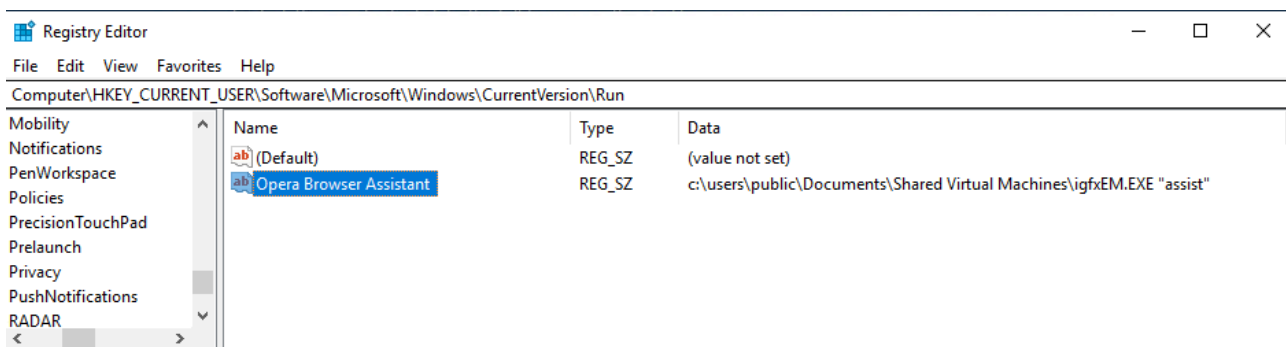 Registry Editor
File Edit View Favorites Help
Computer\HKEY_CURRENT_USER\Software\Microsoft\Windows\CurrentVersion\Run
Mobility
Notifications
PenWorkspace
Policies
PrecisionTouchPad
Prelaunch
Privacy
PushNotifications
RADAR
Name Type Data
ab (Default) REG_SZ (value not set)
ab Opera Browser Assistant REG_SZ c:\users\public\Documents\Shared Virtual Machines\igfxEM.EXE "assist"